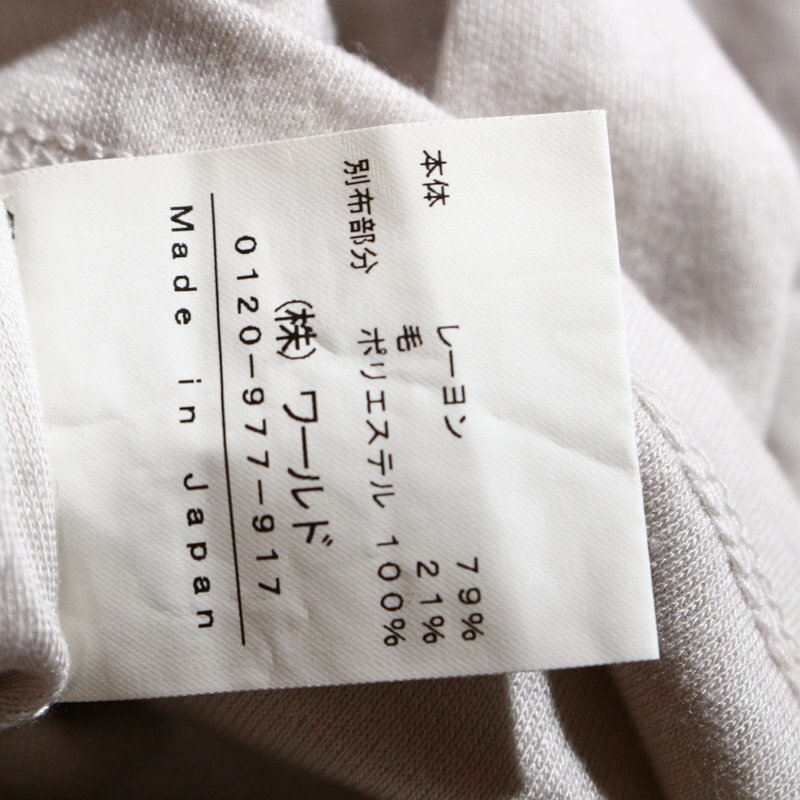 本体 レーヨン 79%
毛 21%
別布部分 ポリエステル 100%
(株) ワールド
0120-977-917
Made in Japan